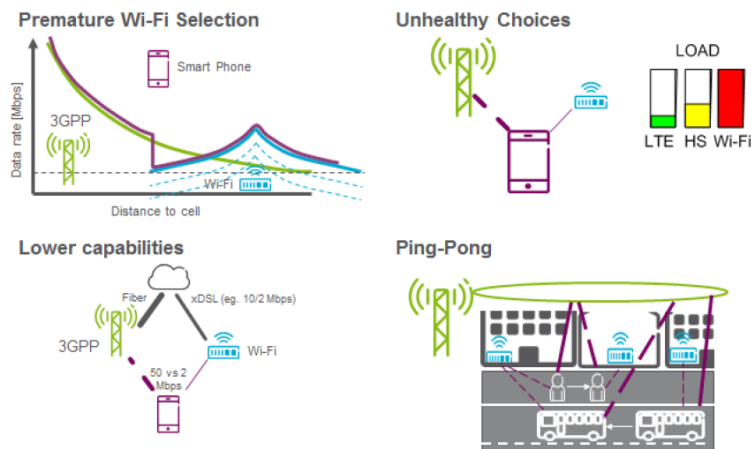 Premature Wi-Fi Selection
Smart Phone
3GPP
Data rate [Mbps]
Wi-Fi
Distance to cell
Unhealthy Choices
LOAD
LTE HS Wi-Fi
Lower capabilities
Fiber
xDSL (eg. 10/2 Mbps)
3GPP
Wi-Fi
50 vs 2
Mbps
Ping-Pong